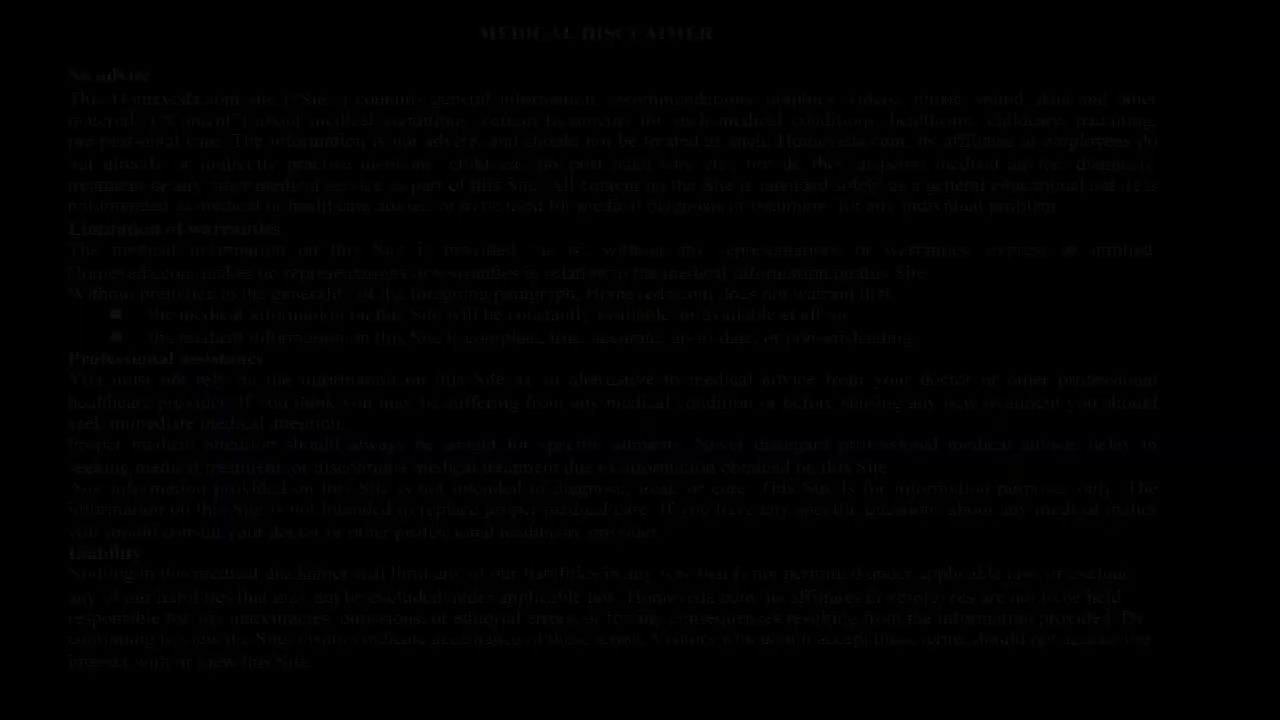 MEDICAL DISCLAIMER
No advice
This Homeveda.com site ("Site") contains general information, recommendations, graphics, videos, music, sound, data and other
material, ("Content") about medical conditions, certain treatments for such medical conditions, healthcare, childcare, parenting,
pre/post-natal care. The information is not advice, and should not be treated as such. Homeveda.com, its affiliates or employees do
not directly or indirectly practice medicine, childcare, pre/post natal care etc. nor do they dispense medical advice, diagnosis,
treatment or any other medical service as part of this Site. All content on the Site is intended solely as a general educational aid. It is
not intended as medical or healthcare advice, or to be used for medical diagnosis or treatment, for any individual problem.
Limitation of warranties
The medical information on this Site is provided "as is" without any representations or warranties, express or implied.
Homeveda.com makes no representations or warranties in relation to the medical information on this Site.
Without prejudice to the generality of the foregoing paragraph, Homeveda.com does not warrant that:
the medical information on this Site will be constantly available, or available at all; or
the medical information on this Site is complete, true, accurate, up-to-date, or non-misleading.
Professional assistance
You must not rely on the information on this Site as an alternative to medical advice from your doctor or other professional
healthcare provider. If you think you may be suffering from any medical condition or before starting any new treatment you should
seek immediate medical attention.
Proper medical attention should always be sought for specific ailments. Never disregard professional medical advice, delay in
seeking medical treatment, or discontinue medical treatment due to information obtained on this Site.
Any information provided on this Site is not intended to diagnose, treat, or cure. This Site is for information purposes only. The
information on this Site is not intended to replace proper medical care. If you have any specific questions about any medical matter
you should consult your doctor or other professional healthcare provider.
Liability
Nothing in this medical disclaimer will limit any of our liabilities in any way that is not permitted under applicable law, or exclude
any of our liabilities that may not be excluded under applicable law. Homeveda.com, its affiliates or employees are not to be held
responsible for any inaccuracies, omissions, or editorial errors, or for any consequences resulting from the information provided. By
continuing to view the Site, visitors indicate acceptance of these terms. Visitors who do not accept these terms should not access, use,
interact with or view this Site.